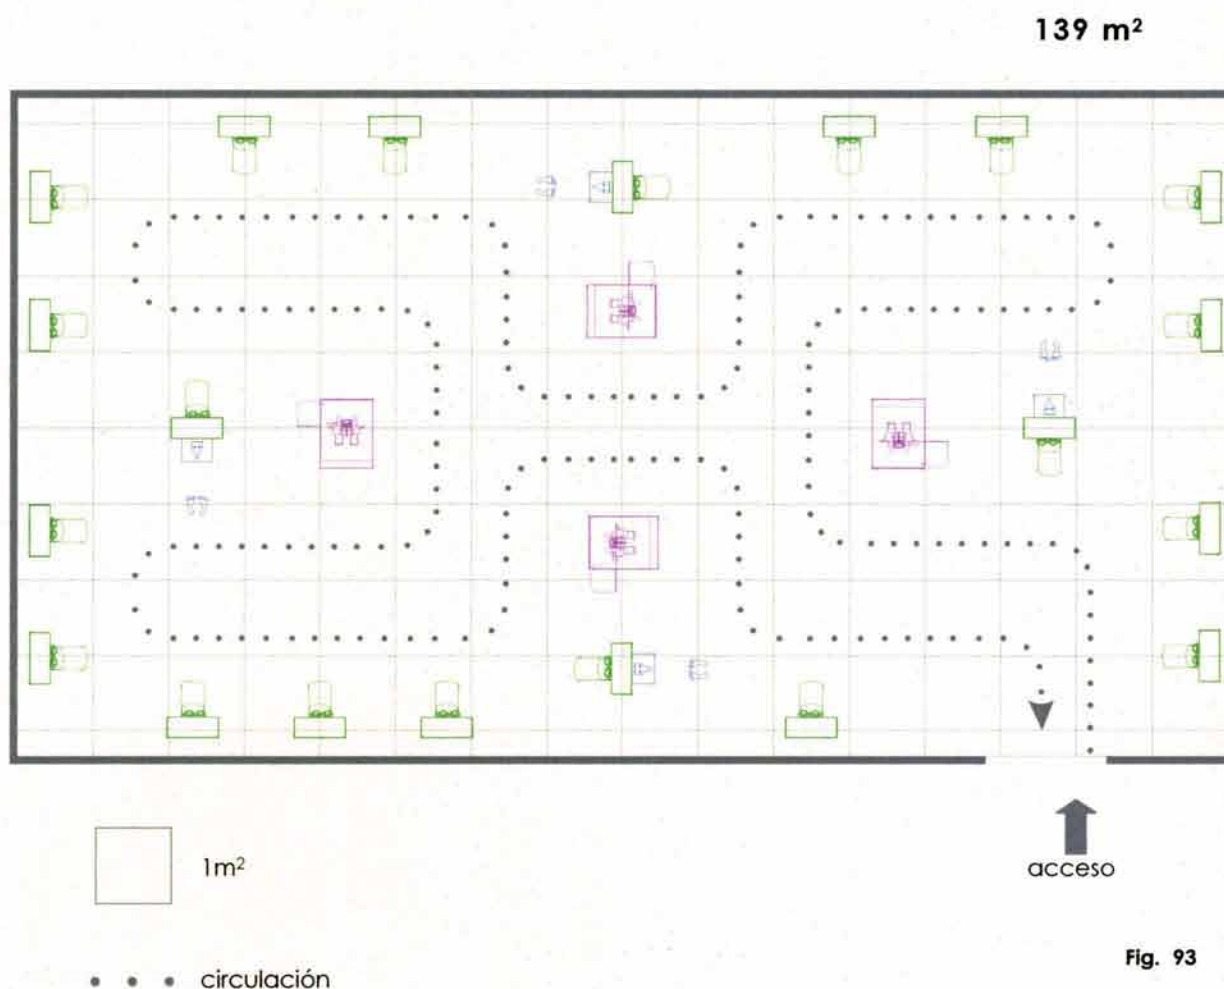 139 m²
1m²
acceso
Fig. 93
circulación